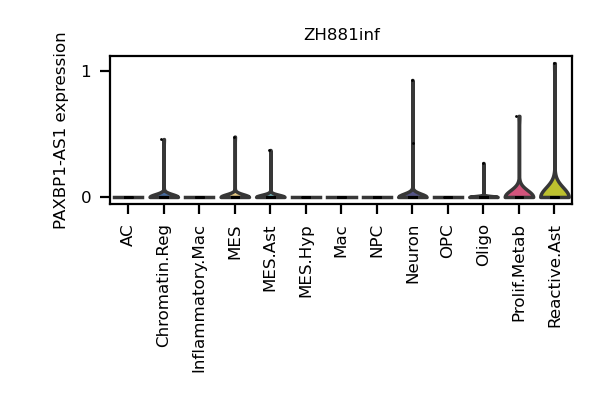 ZH881inf
PAXBP1-AS1 expression
1
0
AC
Chromatin.Reg
Inflammatory.Mac
MES
MES.Ast
MES.Hyp
Mac
NPC
Neuron
OPC
Oligo
Prolif.Metab
Reactive.Ast